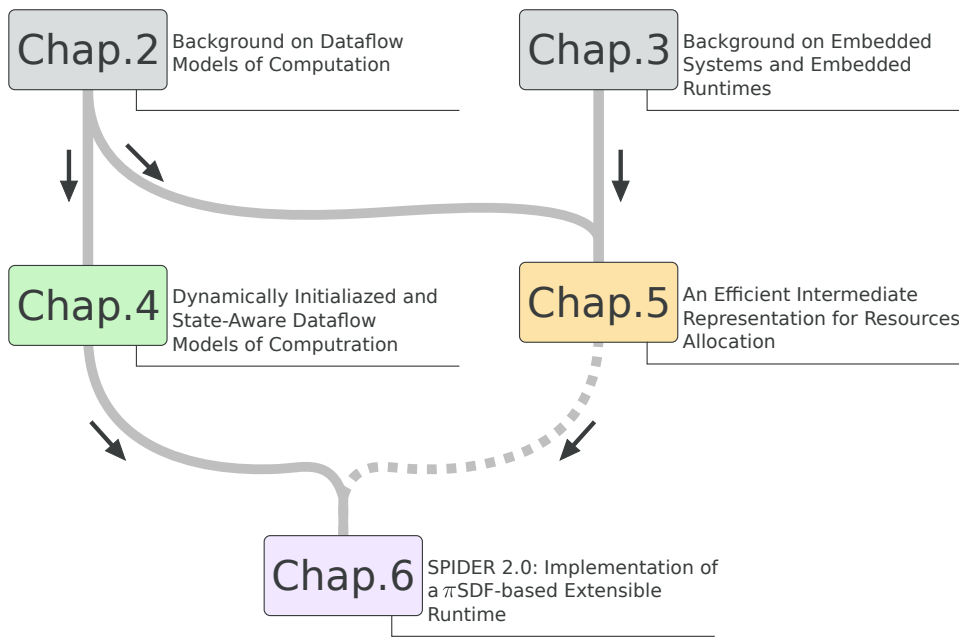 Chap.2
Background on Dataflow
Models of Computation
Chap.3
Background on Embedded
Systems and Embedded
Runtimes
Chap.4
Dynamically Initialiazed and
State-Aware Dataflow
Models of Computration
Chap.5
An Efficient Intermediate
Representation for Resources
Allocation
Chap.6
SPIDER 2.0: Implementation of
a πSDF-based Extensible
Runtime